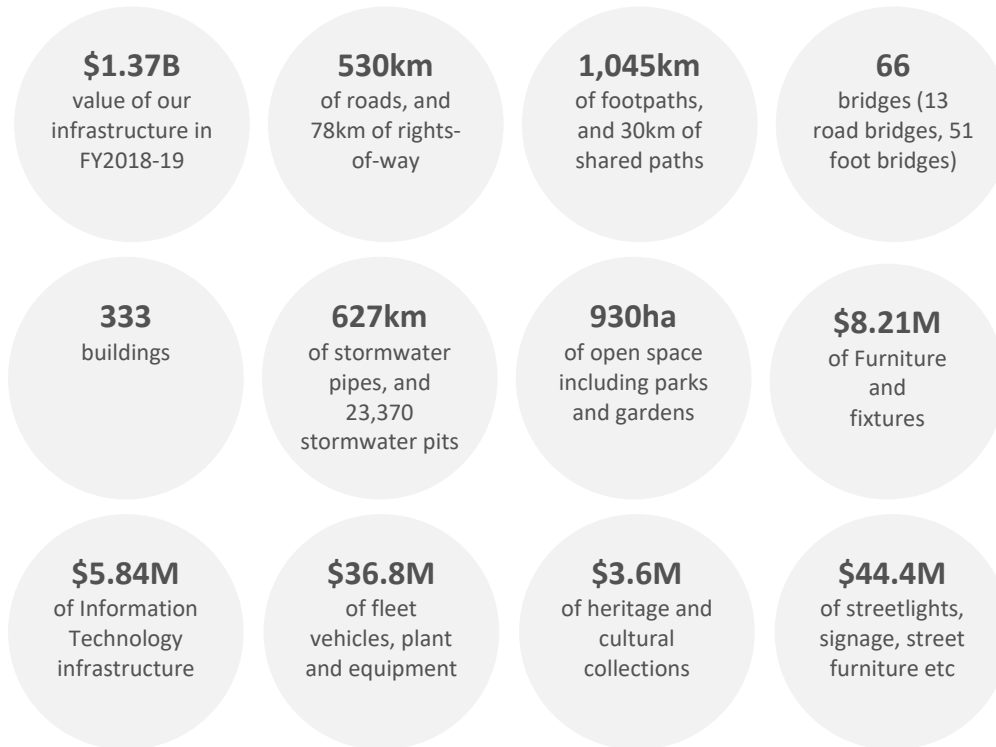 $1.37B
value of our
infrastructure in
FY2018-19
530km
of roads, and
78km of rights-
of-way
1,045km
of footpaths,
and 30km of
shared paths
66
bridges (13
road bridges, 51
foot bridges)
333
buildings
627km
of stormwater
pipes, and
23,370
stormwater pits
930ha
of open space
including parks
and gardens
$8.21M
of Furniture
and
fixtures
$5.84M
of Information
Technology
infrastructure
$36.8M
of fleet
vehicles, plant
and equipment
$3.6M
of heritage and
cultural
collections
$44.4M
of streetlights,
signage, street
furniture etc